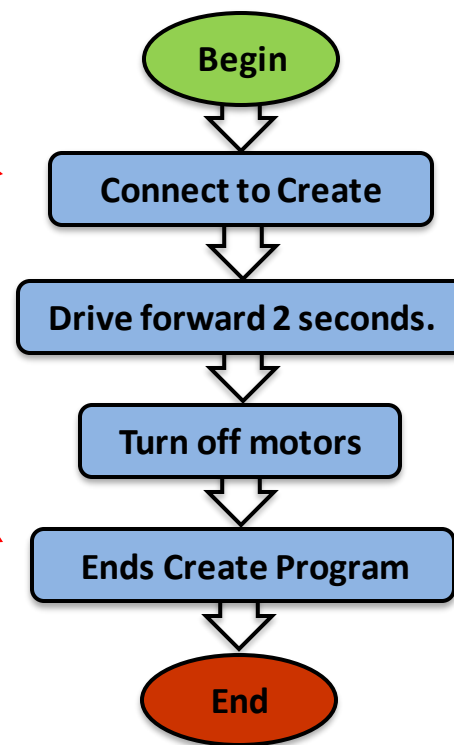 Begin
Connect to Create
Drive forward 2 seconds.
Turn off motors
Ends Create Program
End